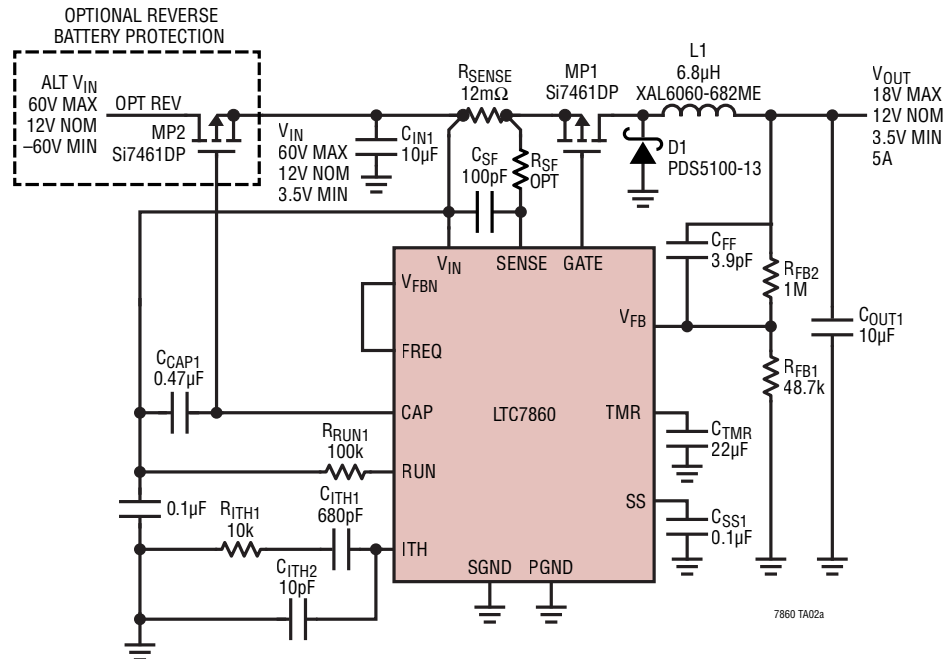 OPTIONAL REVERSE
BATTERY PROTECTION
ALT VIN
60V MAX
12V NOM
–60V MIN
OPT REV
MP2
Si7461DP
VIN
60V MAX
12V NOM
3.5V MIN
CIN1
10µF
RSENSE
12mΩ
CSF
100pF
RSF
OPT
MP1
Si7461DP
L1
6.8µH
XAL6060-682ME
D1
PDS5100-13
VOUT
18V MAX
12V NOM
3.5V MIN
5A
VIN
SENSE
GATE
VFBN
FREQ
CAP
RUN
ITH
LTC7860
VFB
TMR
SS
SGND
PGND
CFF
3.9pF
RFB2
1M
RFB1
48.7k
COUT1
10µF
CTMR
22µF
CSS1
0.1µF
CCAP1
0.47µF
RRUN1
100k
0.1µF
RITH1
10k
CITH1
680pF
CITH2
10pF
7860 TA02a